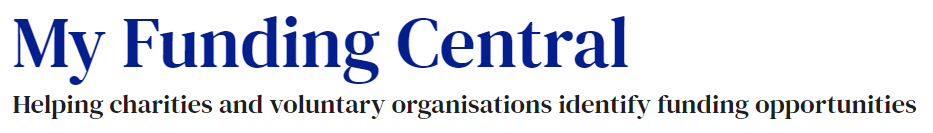 My Funding Central
Helping charities and voluntary organisations identify funding opportunities